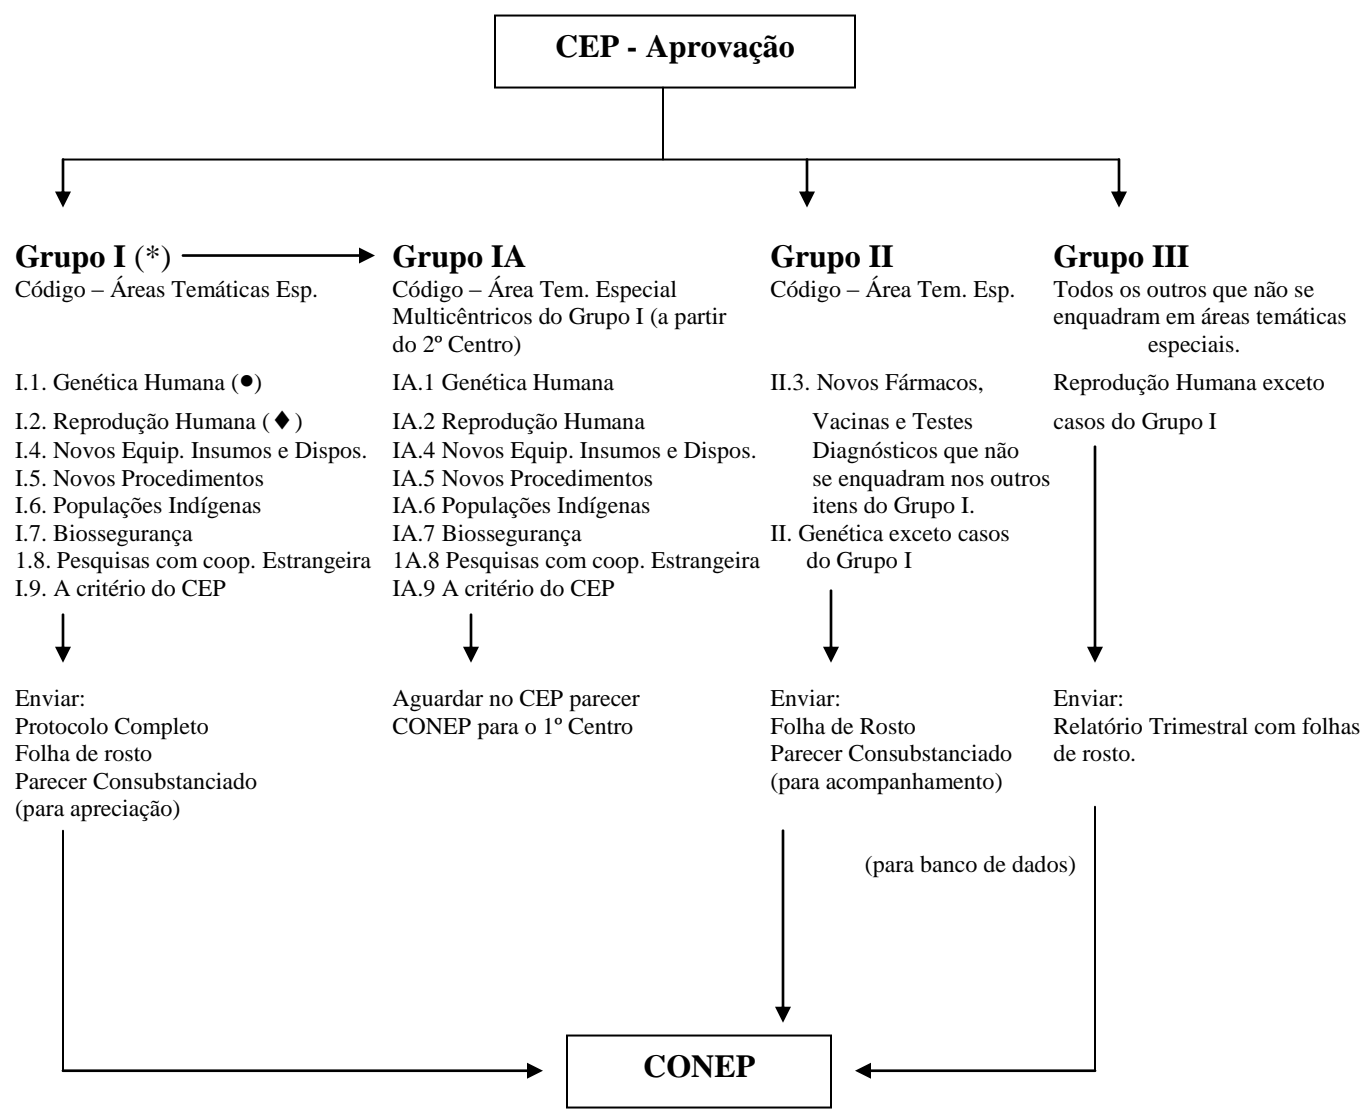 CEP - Aprovação
Grupo I (*)
Código – Áreas Temáticas Esp.
I.1. Genética Humana (●)
I.2. Reprodução Humana (♦)
I.4. Novos Equip. Insumos e Dispos.
I.5. Novos Procedimentos
I.6. Populações Indígenas
I.7. Biossegurança
1.8. Pesquisas com coop. Estrangeira
I.9. A critério do CEP
Enviar:
Protocolo Completo
Folha de rosto
Parecer Consubstanciado
(para apreciação)
Grupo IA
Código – Área Tem. Especial
Multicêntricos do Grupo I (a partir
do 2º Centro)
IA.1 Genética Humana
IA.2 Reprodução Humana
IA.4 Novos Equip. Insumos e Dispos.
IA.5 Novos Procedimentos
IA.6 Populações Indígenas
IA.7 Biossegurança
1A.8 Pesquisas com coop. Estrangeira
IA.9 A critério do CEP
Aguardar no CEP parecer
CONEP para o 1º Centro
Grupo II
Código – Área Tem. Esp.
II.3. Novos Fármacos,
Vacinas e Testes
Diagnósticos que não
se enquadram nos outros
itens do Grupo I.
II. Genética exceto casos
do Grupo I
Enviar:
Folha de Rosto
Parecer Consubstanciado
(para acompanhamento)
Grupo III
Todos os outros que não se
enquadram em áreas temáticas
especiais.
Reprodução Humana exceto
casos do Grupo I
Enviar:
Relatório Trimestral com folhas
de rosto.
(para banco de dados)
CONEP